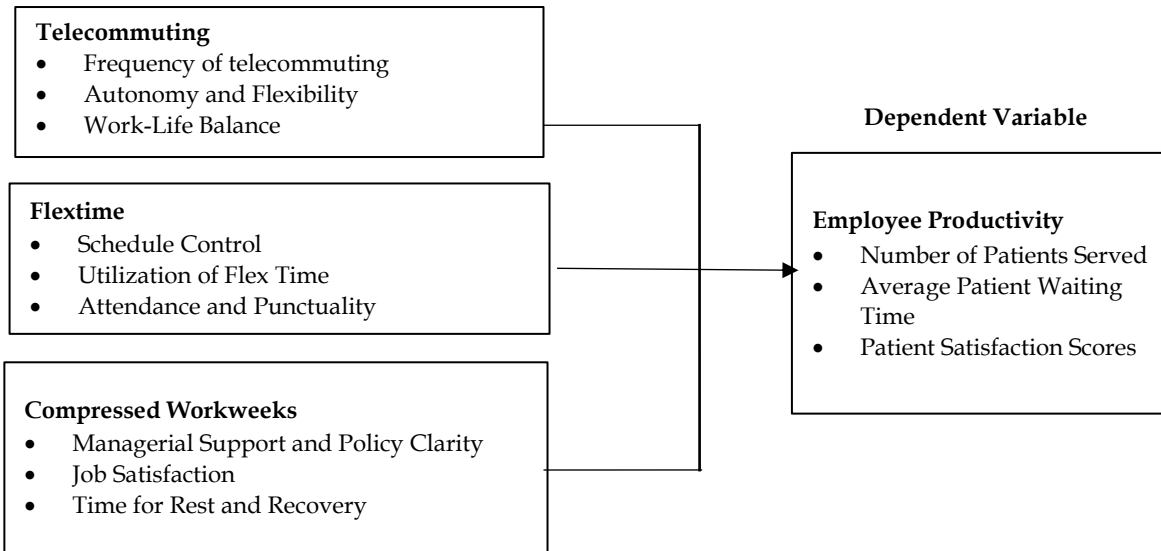 Telecommuting
• Frequency of telecommuting
• Autonomy and Flexibility
• Work-Life Balance
Flextime
• Schedule Control
• Utilization of Flex Time
• Attendance and Punctuality
Compressed Workweeks
• Managerial Support and Policy Clarity
• Job Satisfaction
• Time for Rest and Recovery
Dependent Variable
Employee Productivity
• Number of Patients Served
• Average Patient Waiting
Time
• Patient Satisfaction Scores